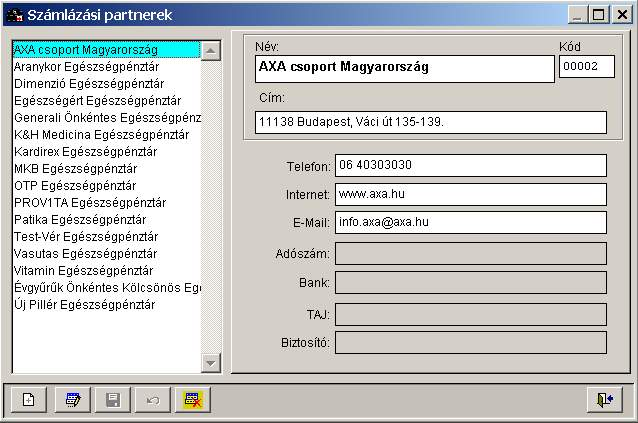 Számlázási partnerek
AXA csoport Magyarország
Aranykor Egészségpénztár
Dimenzió Egészségpénztár
Egészségért Egészségpénztár
Generali Önkéntes Egészségpénz
K&H Medicina Egészségpénztár
Kardirex Egészségpénztár
MKB Egészségpénztár
OTP Egészségpénztár
PROV1TA Egészségpénztár
Patika Egészségpénztár
Test-Vér Egészségpénztár
Vasutas Egészségpénztár
Vitamin Egészségpénztár
Évgyűrűk Önkéntes Kölcsönös Egé
Új Pillér Egészségpénztár
Név: Kód
AXA csoport Magyarország 00002
Cím:
11138 Budapest, Váci út 135-139.
Telefon: 06 40303030
Internet: www.axa.hu
E-Mail: info.axa@axa.hu
Adószám:
Bank:
TAJ:
Biztosító: